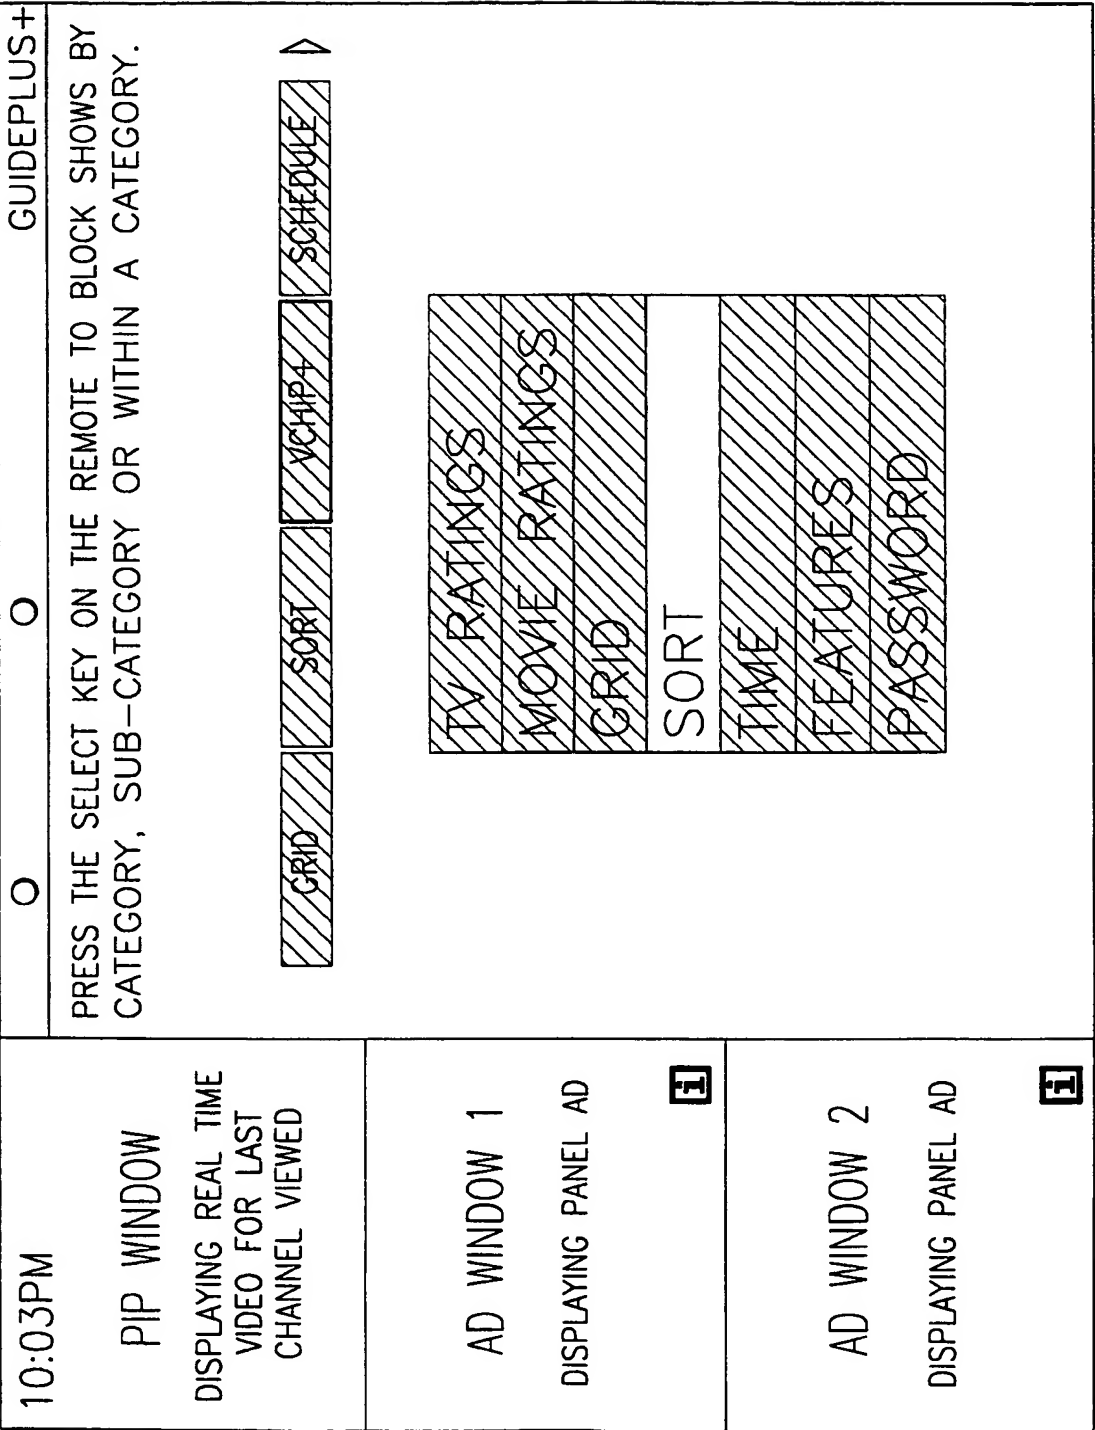 10:03PM
GUIDEPLUS+
PIP WINDOW
DISPLAYING REAL TIME
VIDEO FOR LAST
CHANNEL VIEWED
PRESS THE SELECT KEY ON THE REMOTE TO BLOCK SHOWS BY
CATEGORY, SUB-CATEGORY OR WITHIN A CATEGORY.
GRID
SORT
VCHIP+
SCHEDULE
AD WINDOW 1
DISPLAYING PANEL AD
i
TV RATINGS
MOVIE RATINGS
GRID
SORT
TIME
FEATURES
PASSWORD
AD WINDOW 2
DISPLAYING PANEL AD
i